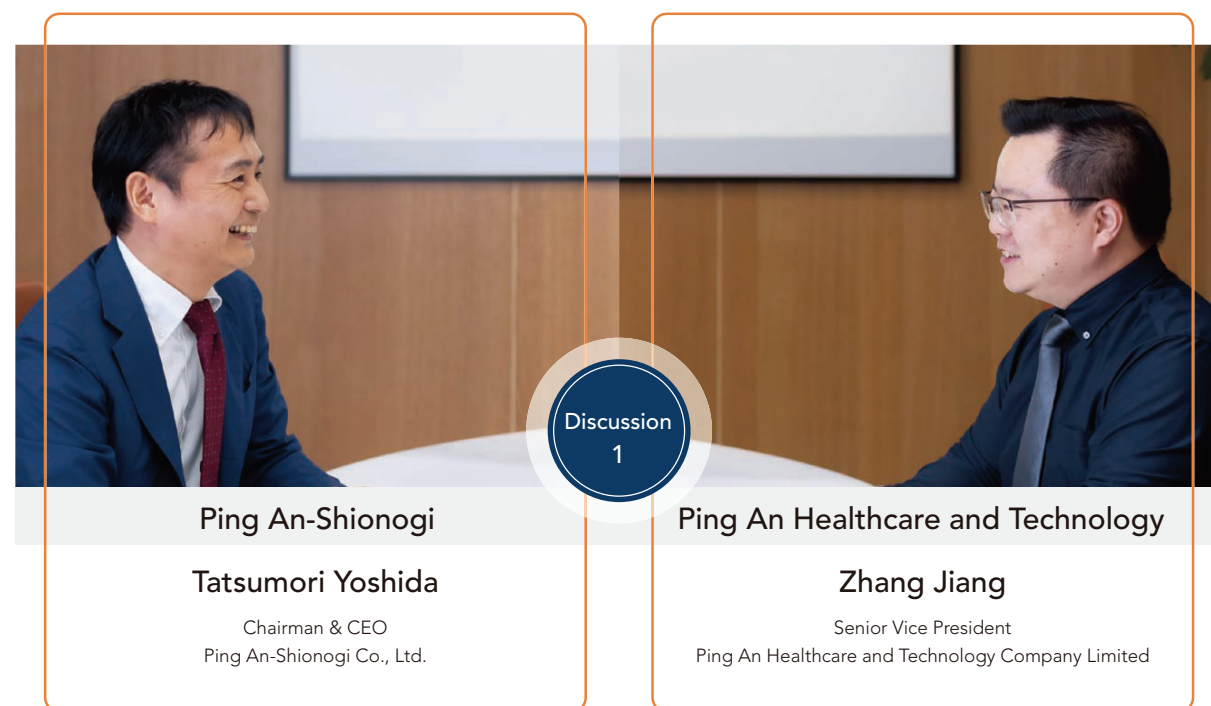 Discussion
1
Ping An-Shionogi
Tatsumori Yoshida
Chairman & CEO
Ping An-Shionogi Co., Ltd.
Ping An Healthcare and Technology
Zhang Jiang
Senior Vice President
Ping An Healthcare and Technology Company Limited